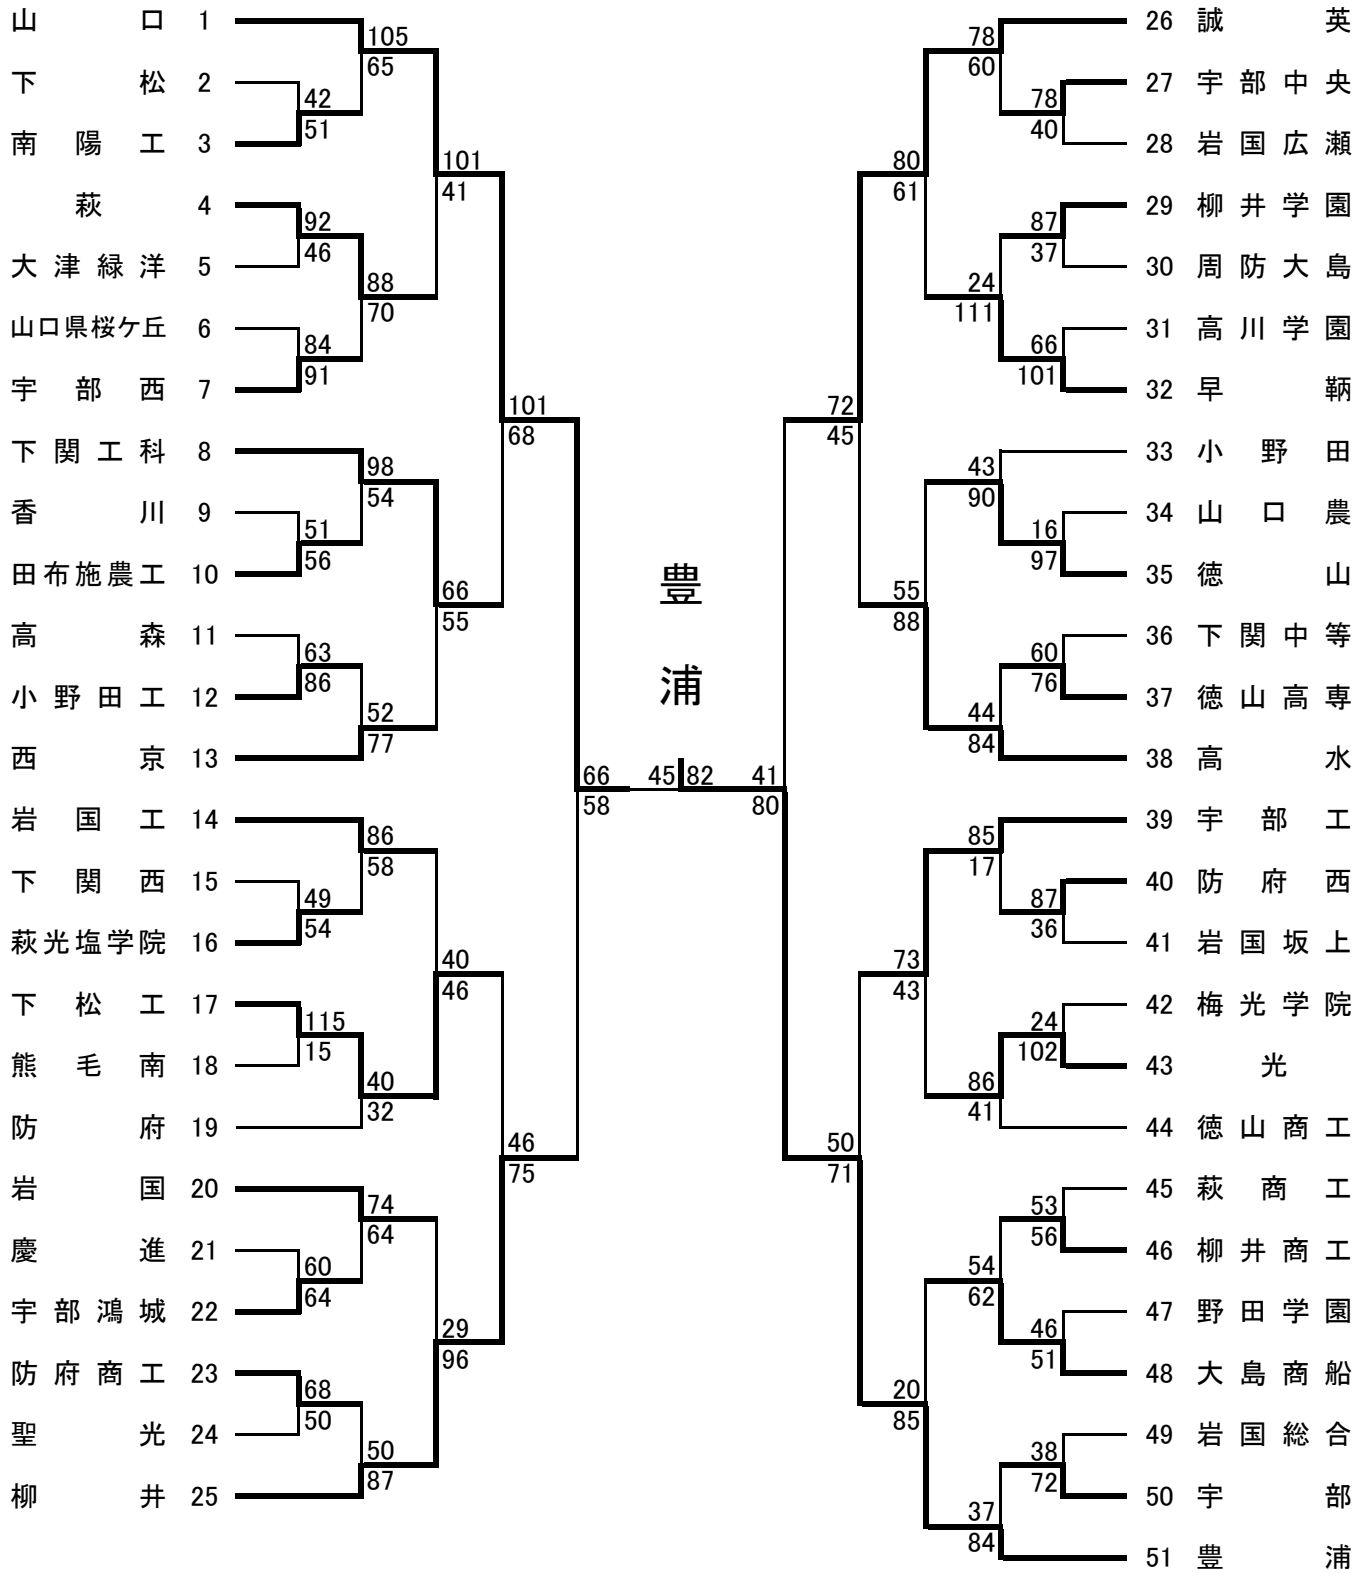 山口 1
105
65
下松 2
42
51
南陽工 3
101
41
萩 4
92
46
大津緑洋 5
88
70
山口県桜ケ丘 6
84
91
宇部西 7
101
68
下関工科 8
98
54
香川 9
51
56
田布施農工 10
66
55
高森 11
63
86
小野田工 12
52
77
西京 13
66
58
岩国工 14
86
58
下関西 15
49
54
萩光塩学院 16
40
46
下松工 17
115
15
熊毛南 18
40
32
防府 19
46
75
岩国 20
74
64
慶進 21
60
64
宇部鴻城 22
29
96
防府商工 23
68
50
聖光 24
50
87
柳井 25
豊浦
45 82
26 誠英
78
60
27 宇部中央
78
40
28 岩国広瀬
80
61
29 柳井学園
87
37
30 周防大島
24
111
31 高川学園
66
101
32 早鞆
72
45
33 小野田
43
90
34 山口農
16
97
35 徳山
55
88
36 下関中等
60
76
37 徳山高専
44
84
38 高水
41
80
39 宇部工
85
17
40 防府西
87
36
41 岩国坂上
73
43
42 梅光学院
24
102
43 光
86
41
44 徳山商工
50
71
45 萩商工
53
56
46 柳井商工
54
62
47 野田学園
46
51
48 大島商船
20
85
49 岩国総合
38
72
50 宇部
37
84
51 豊浦